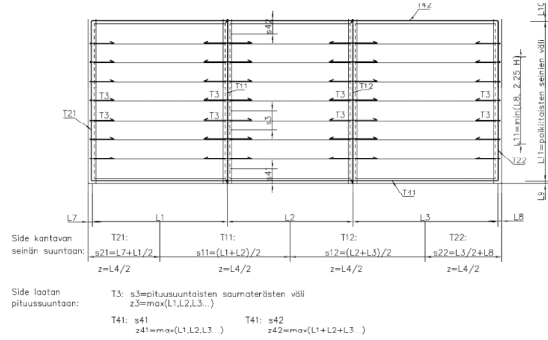 T42
L10
s42
T3 T3 T11 T3 T12 T3
T21
s3
L11=min(L8, 2.25 H)
L11=poikittaisten seinien väli
T22
s41
T41
L9
L7 L1 L2 L3 L8
Side kantavan
seinän suuntaan:
T21: T11: T12: T22:
s21=L7+L1/2 s11=(L1+L2)/2 s12=(L2+L3)/2 s22=L3/2+L8
z=L4/2 z=L4/2 z=L4/2 z=L4/2
Side laatan
pituussuuntaan:
T3: s3=pituusuuntaisten saumaterästen väli
z3=max(L1,L2,L3...)
T41: s41 T41: s42
z41=max(L1,L2,L3...) z42=max(L1+L2+L3...)